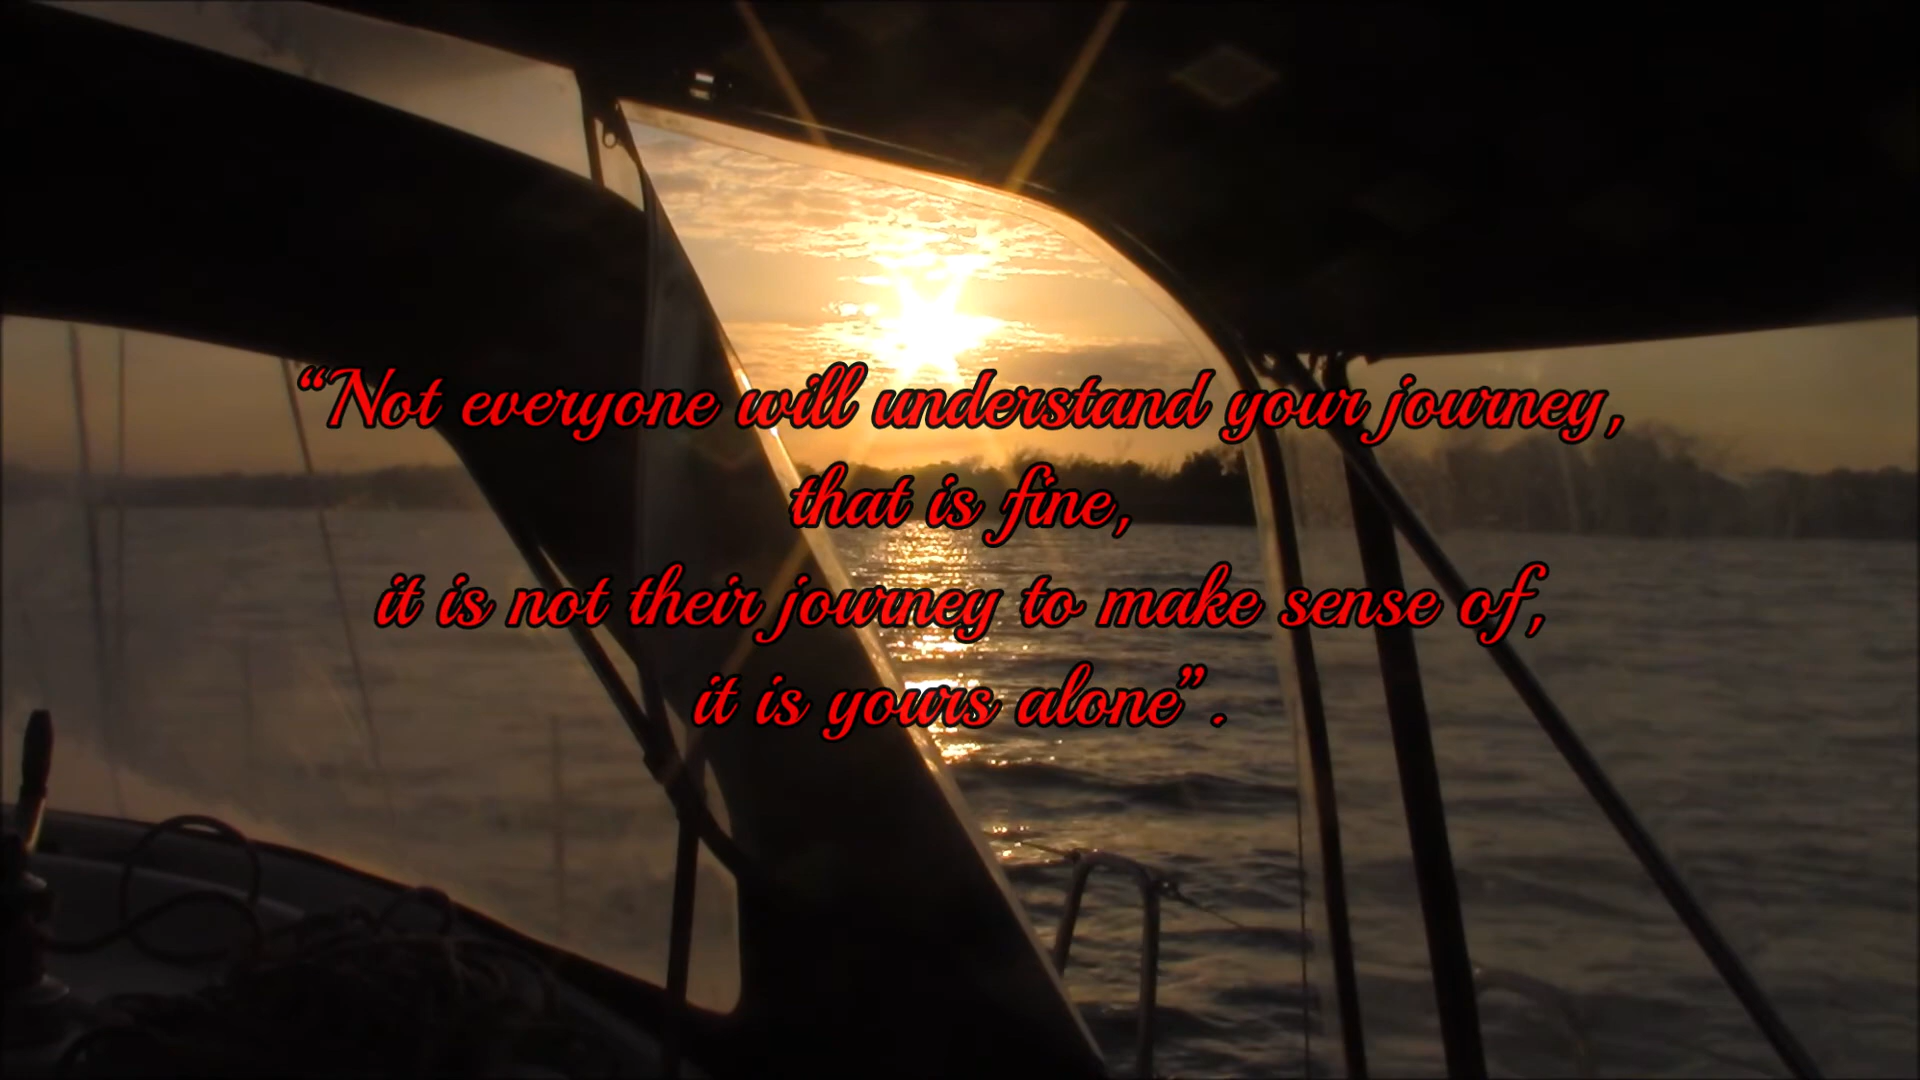 “Not everyone will understand your journey,
that is fine,
it is not their journey to make sense of,
it is yours alone”.